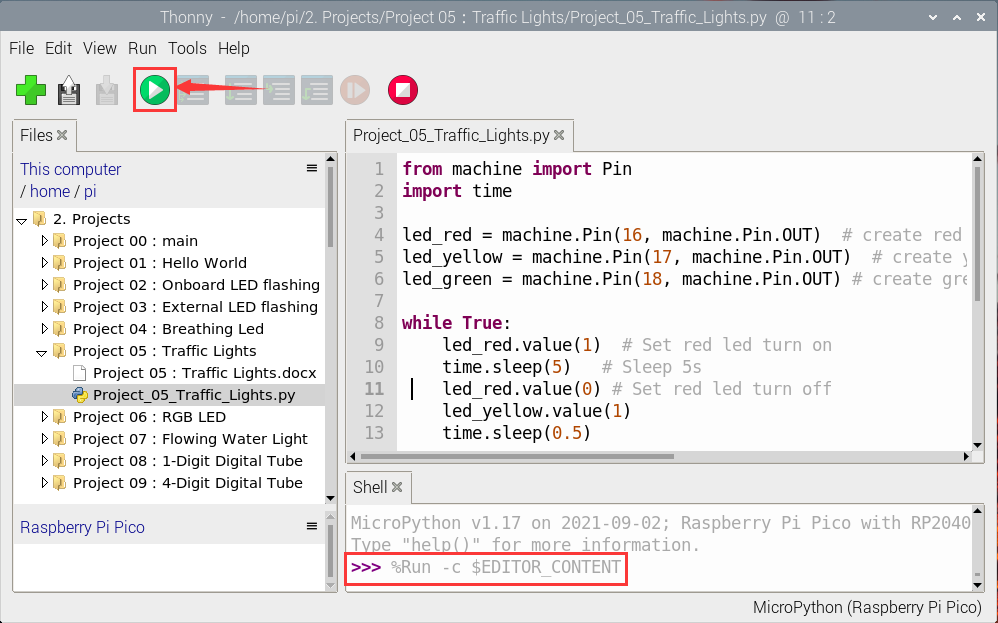 Thonny - /home/pi/2. Projects/Project 05 : Traffic Lights/Project_05_Traffic_Lights.py @ 11 : 2
File Edit View Run Tools Help
Files
This computer
/ home / pi
2. Projects
Project 00 : main
Project 01 : Hello World
Project 02 : Onboard LED flashing
Project 03 : External LED flashing
Project 04 : Breathing Led
Project 05 : Traffic Lights
Project 05 : Traffic Lights.docx
Project_05_Traffic_Lights.py
Project 06 : RGB LED
Project 07 : Flowing Water Light
Project 08 : 1-Digit Digital Tube
Project 09 : 4-Digit Digital Tube
Raspberry Pi Pico
Project_05_Traffic_Lights.py
1 from machine import Pin
2 import time
3
4 led_red = machine.Pin(16, machine.Pin.OUT)  # create red
5 led_yellow = machine.Pin(17, machine.Pin.OUT)  # create y
6 led_green = machine.Pin(18, machine.Pin.OUT) # create gre
7
8 while True:
9     led_red.value(1)  # Set red led turn on
10     time.sleep(5)   # Sleep 5s
11     led_red.value(0) # Set red led turn off
12     led_yellow.value(1)
13     time.sleep(0.5)
Shell
MicroPython v1.17 on 2021-09-02; Raspberry Pi Pico with RP2040
Type "help()" for more information.
>>> %Run -c $EDITOR_CONTENT
MicroPython (Raspberry Pi Pico)